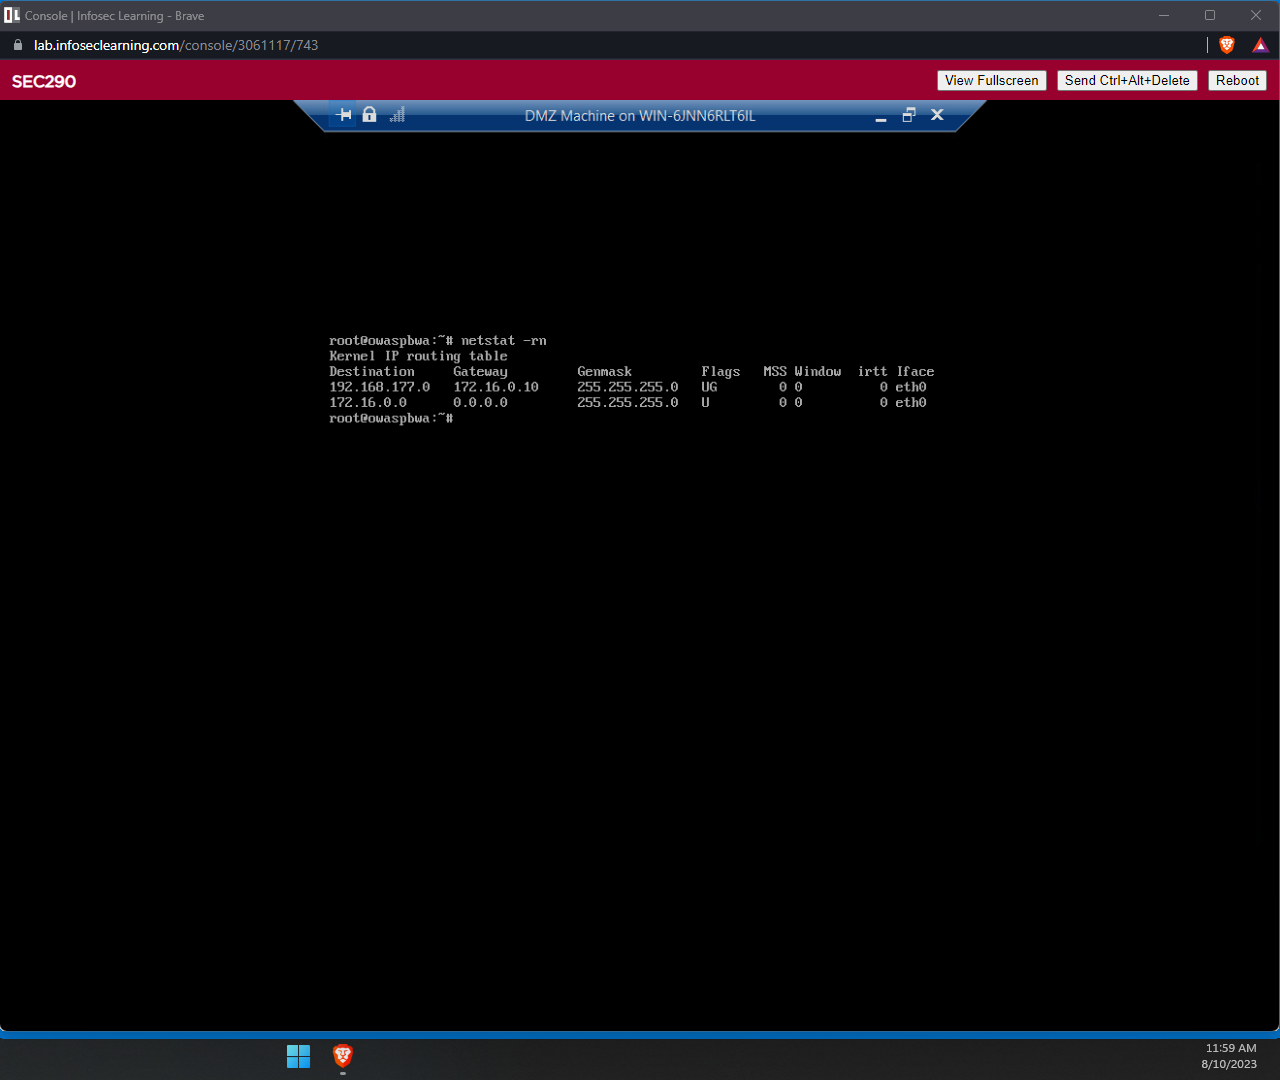 Console | Infosec Learning - Brave
lab.infoseclearning.com/console/3061117/743
SEC290
View Fullscreen
Send Ctrl+Alt+Delete
Reboot
DMZ Machine on WIN-6JNN6RLT6IL
root@owaspbwa:~# netstat -rn
Kernel IP routing table
Destination     Gateway         Genmask         Flags   MSS Window  irtt Iface
192.168.177.0   172.16.0.10     255.255.255.0   UG        0 0          0 eth0
172.16.0.0      0.0.0.0         255.255.255.0   U         0 0          0 eth0
root@owaspbwa:~#
11:59 AM
8/10/2023